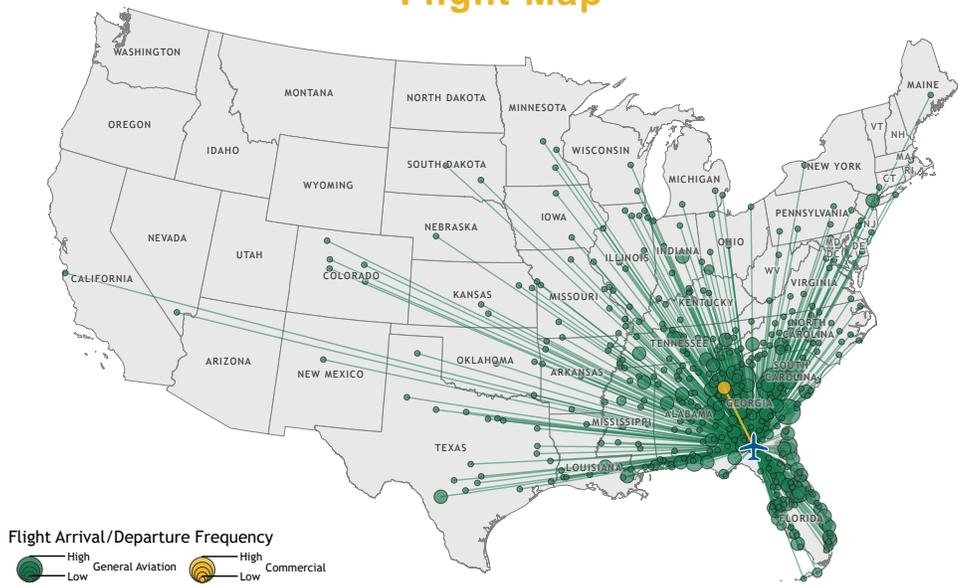 Flight Map
WASHINGTON
MAINE
MONTANA
NORTH DAKOTA
MINNESOTA
OREGON
VT
NH
IDAHO
SOUTH DAKOTA
WISCONSIN
MICHIGAN
NEW YORK
MA
RI
CT
WYOMING
IOWA
PENNSYLVANIA
NEBRASKA
NJ
NEVADA
UTAH
ILLINOIS
INDIANA
OHIO
MD
DC
DE
WV
CALIFORNIA
COLORADO
VIRGINIA
KANSAS
MISSOURI
KENTUCKY
NORTH
CAROLINA
TENNESSEE
ARIZONA
NEW MEXICO
OKLAHOMA
ARKANSAS
SOUTH
CAROLINA
GEORGIA
ALABAMA
MISSISSIPPI
TEXAS
LOUISIANA
FLORIDA
Flight Arrival/Departure Frequency
High
General Aviation
Low
High
Commercial
Low